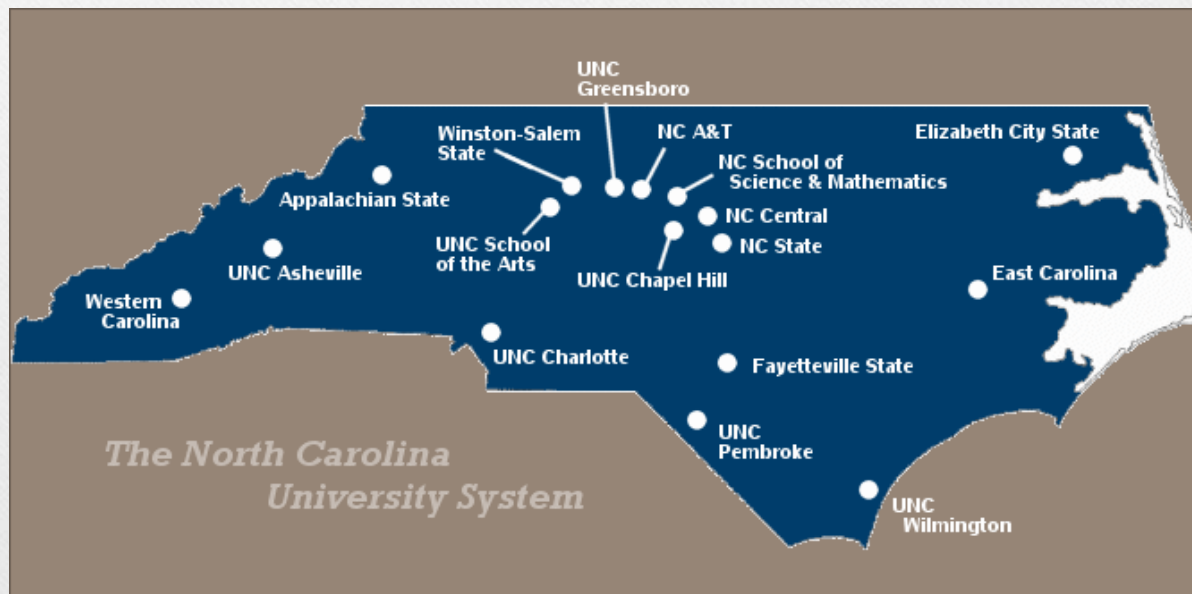 UNC
Greensboro
Winston-Salem
State
NC A&T
Elizabeth City State
NC School of
Science & Mathematics
Appalachian State
NC Central
UNC School
of the Arts
NC State
UNC Asheville
UNC Chapel Hill
East Carolina
Western
Carolina
UNC Charlotte
Fayetteville State
UNC
Pembroke
The North Carolina
University System
UNC
Wilmington